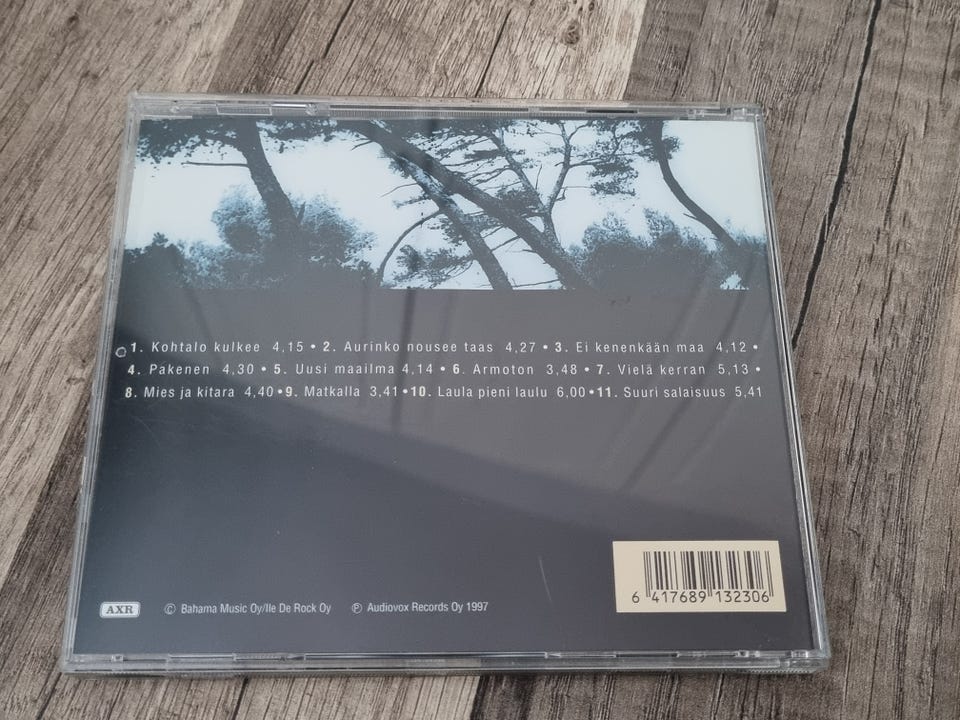 1. Kohtalo kulkee 4,15 • 2. Aurinko nousee taas 4,27 • 3. Ei kenenkään maa 4,12 •
4. Pakenen 4,30 • 5. Uusi maailma 4,14 • 6. Armoton 3,48 • 7. Vielä kerran 5,13 •
8. Mies ja kitara 4,40 • 9. Matkalla 3,41 • 10. Laula pieni laulu 6,00 • 11. Suuri salaisuus 5,41
AXR © Bahama Music Oy/Ile De Rock Oy ℗ Audiovox Records Oy 1997
6 417689 132306